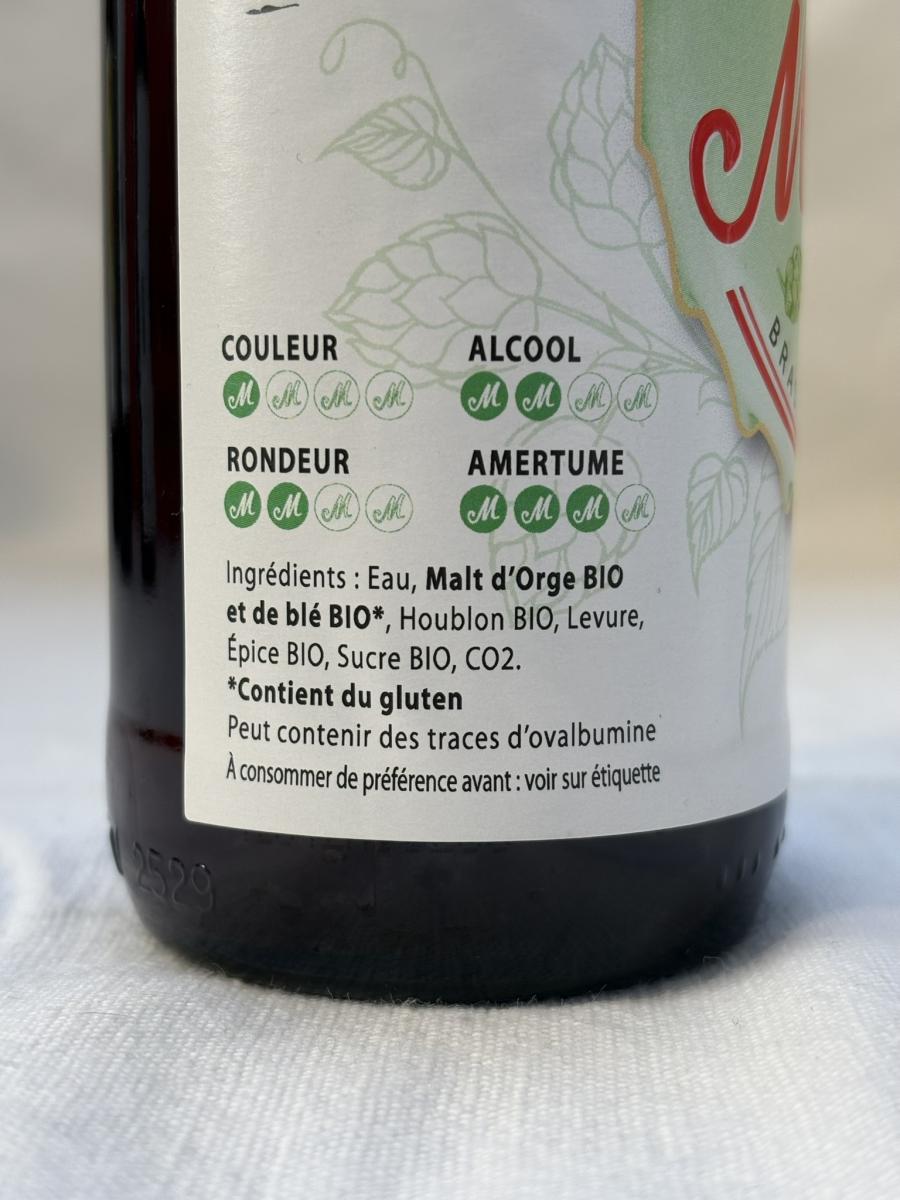 COULEUR ALCOOL
RONDEUR AMERTUME
Ingrédients : Eau, Malt d'Orge BIO
et de blé BIO*, Houblon BIO, Levure,
Épice BIO, Sucre BIO, CO2.
*Contient du gluten
Peut contenir des traces d'ovalbumine
À consommer de préférence avant : voir sur étiquette
2529